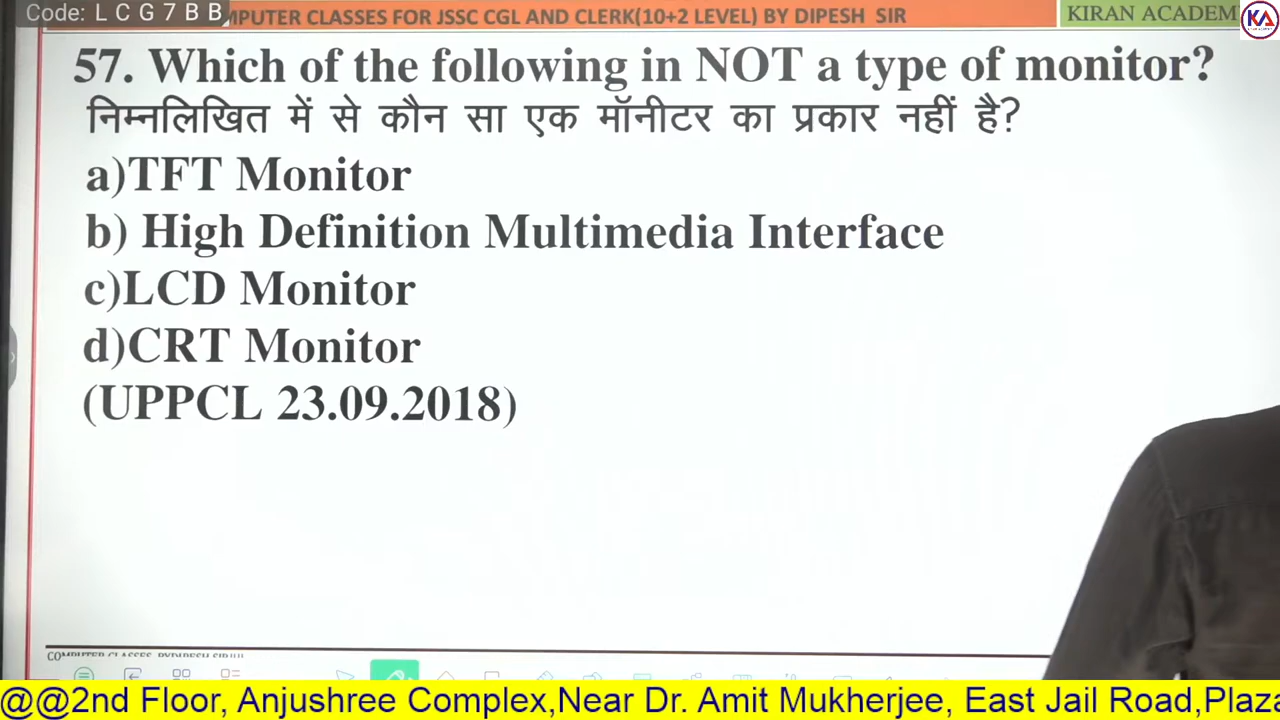 Code: L C G 7 B B
MPUTER CLASSES FOR JSSC CGL AND CLERK(10+2 LEVEL) BY DIPESH SIR
KIRAN ACADEM
KA
57. Which of the following in NOT a type of monitor?
निम्नलिखित में से कौन सा एक मॉनीटर का प्रकार नहीं है?
a)TFT Monitor
b) High Definition Multimedia Interface
c)LCD Monitor
d)CRT Monitor
(UPPCL 23.09.2018)
@@2nd Floor, Anjushree Complex,Near Dr. Amit Mukherjee, East Jail Road,Plaza